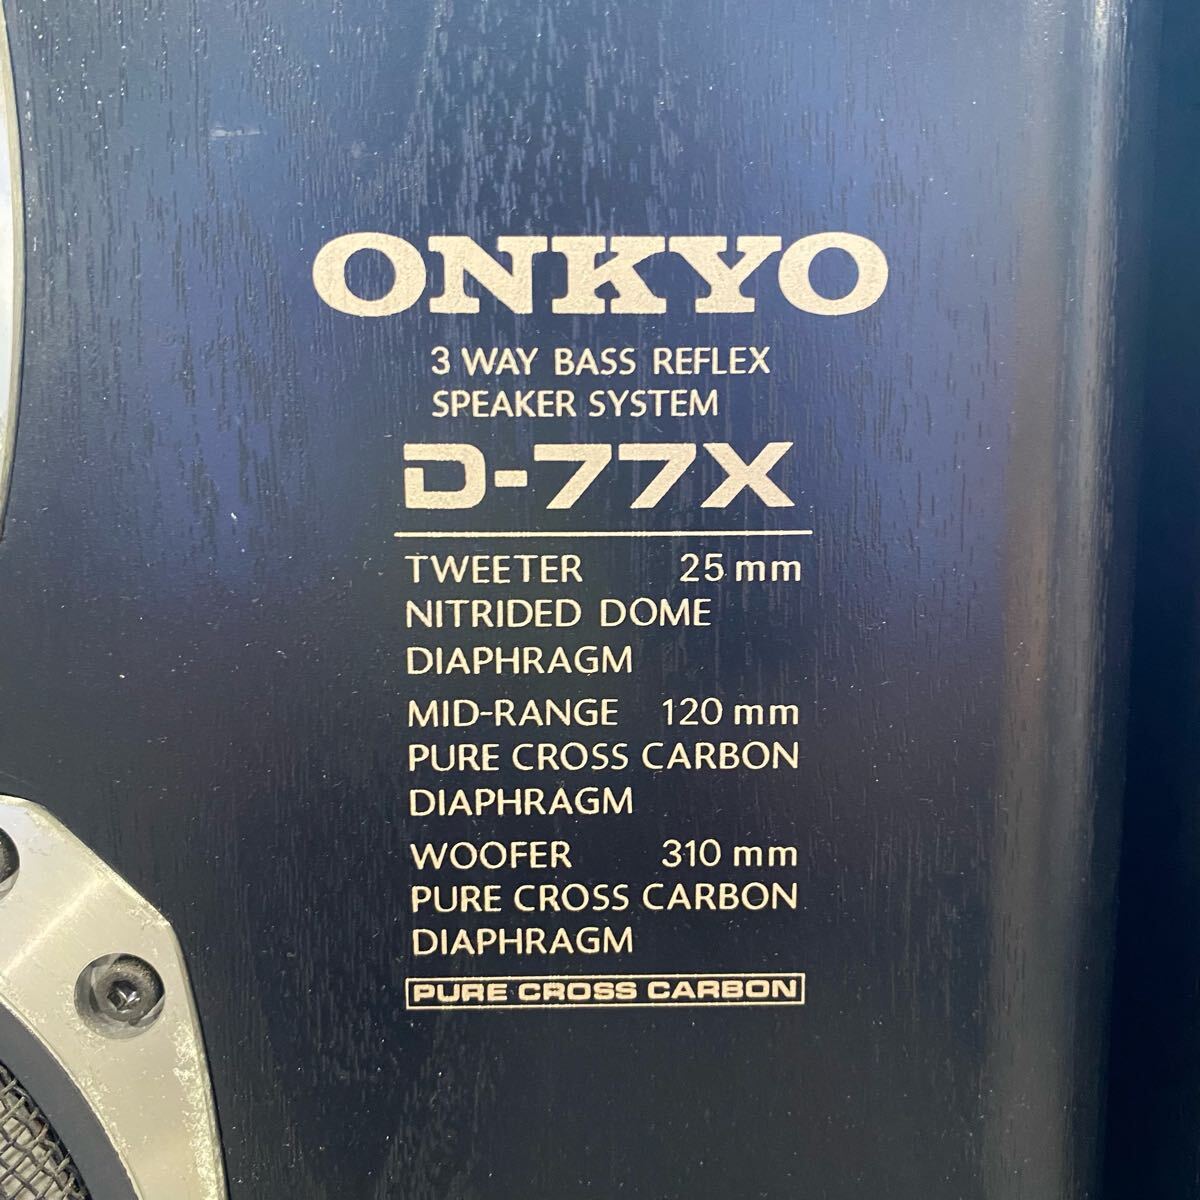 ONKYO
3 WAY BASS REFLEX
SPEAKER SYSTEM
D-77X
TWEETER 25 mm
NITRIDED DOME
DIAPHRAGM
MID-RANGE 120 mm
PURE CROSS CARBON
DIAPHRAGM
WOOFER 310 mm
PURE CROSS CARBON
DIAPHRAGM
PURE CROSS CARBON